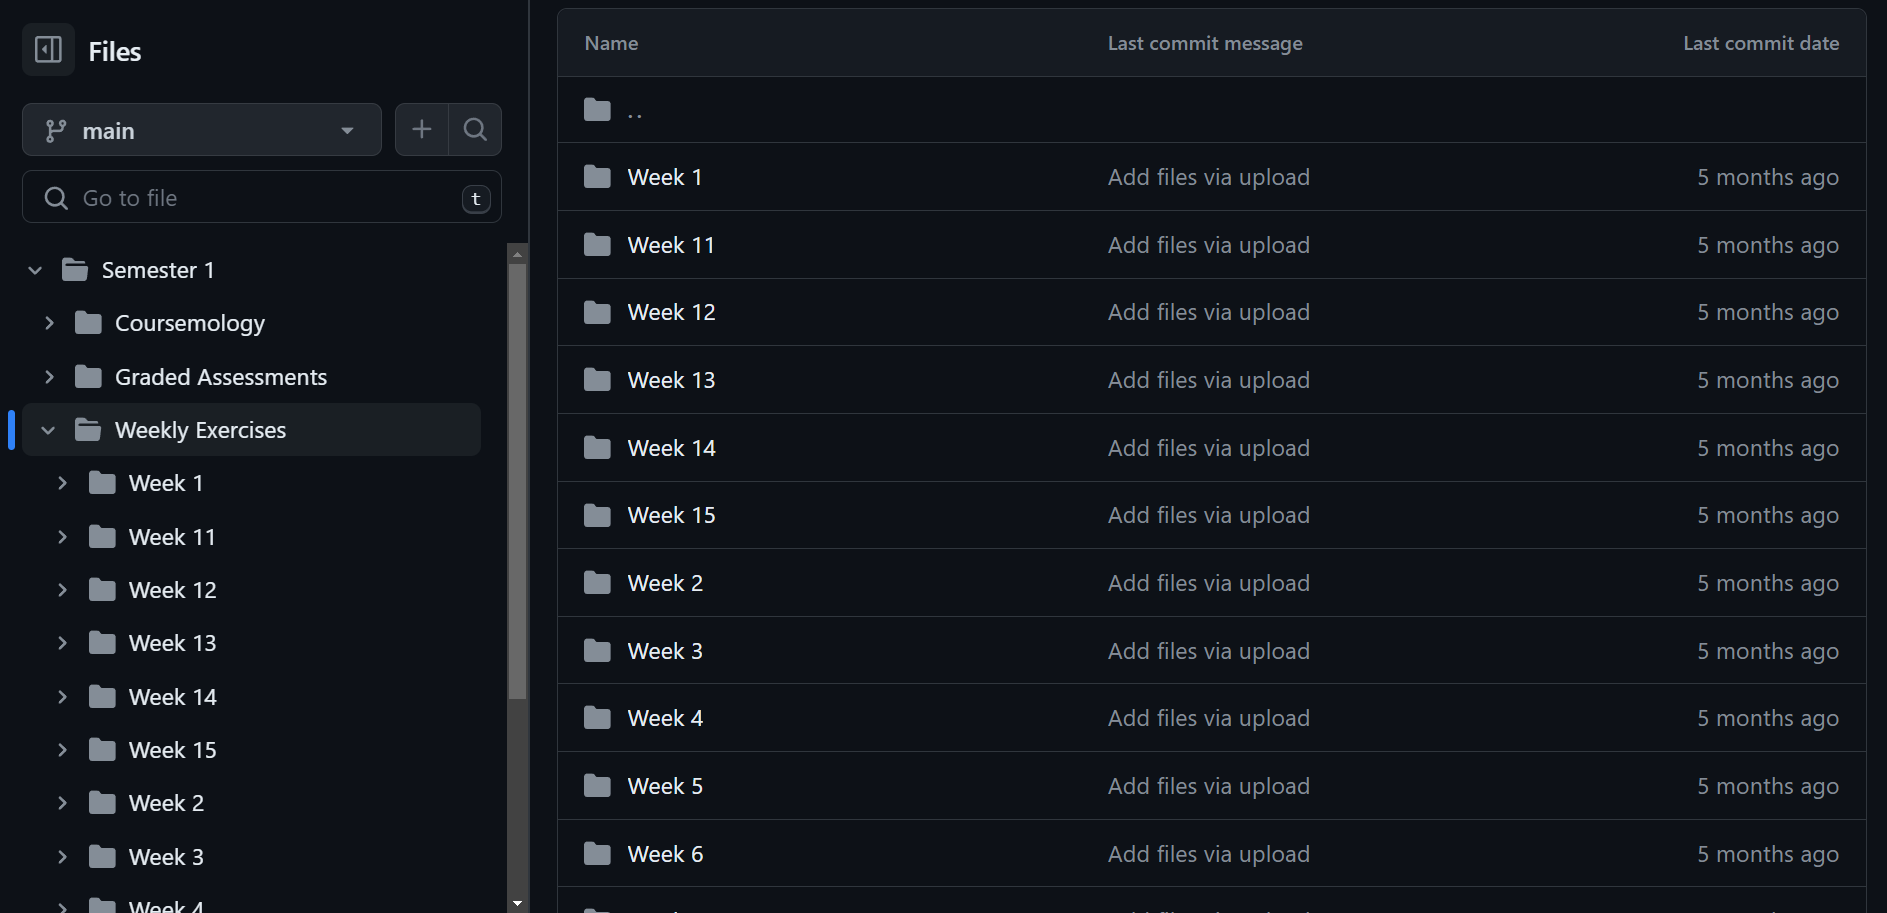 Files
main
Go to file t
Semester 1
Coursemology
Graded Assessments
Weekly Exercises
Week 1
Week 11
Week 12
Week 13
Week 14
Week 15
Week 2
Week 3
Week 4
Name Last commit message Last commit date
..
Week 1 Add files via upload 5 months ago
Week 11 Add files via upload 5 months ago
Week 12 Add files via upload 5 months ago
Week 13 Add files via upload 5 months ago
Week 14 Add files via upload 5 months ago
Week 15 Add files via upload 5 months ago
Week 2 Add files via upload 5 months ago
Week 3 Add files via upload 5 months ago
Week 4 Add files via upload 5 months ago
Week 5 Add files via upload 5 months ago
Week 6 Add files via upload 5 months ago